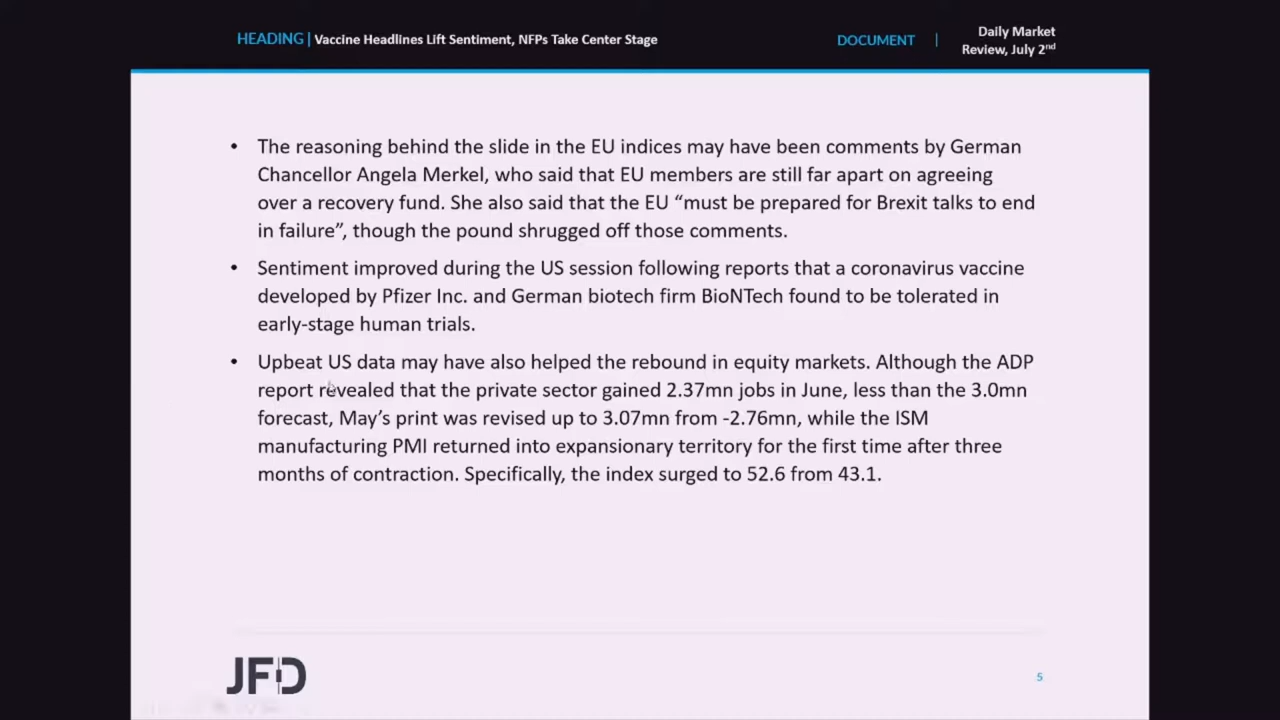 HEADING | Vaccine Headlines Lift Sentiment, NFPs Take Center Stage
DOCUMENT |
Daily Market
Review, July 2nd
• The reasoning behind the slide in the EU indices may have been comments by German
Chancellor Angela Merkel, who said that EU members are still far apart on agreeing
over a recovery fund. She also said that the EU “must be prepared for Brexit talks to end
in failure”, though the pound shrugged off those comments.
• Sentiment improved during the US session following reports that a coronavirus vaccine
developed by Pfizer Inc. and German biotech firm BioNTech found to be tolerated in
early-stage human trials.
• Upbeat US data may have also helped the rebound in equity markets. Although the ADP
report revealed that the private sector gained 2.37mn jobs in June, less than the 3.0mn
forecast, May’s print was revised up to 3.07mn from -2.76mn, while the ISM
manufacturing PMI returned into expansionary territory for the first time after three
months of contraction. Specifically, the index surged to 52.6 from 43.1.
JFD
5